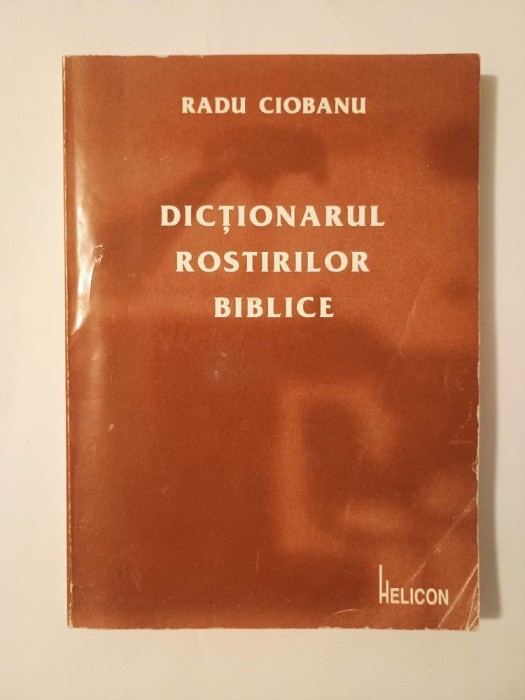 RADU CIOBANU
DICȚIONARUL
ROSTIRILOR
BIBLICE
HELICON